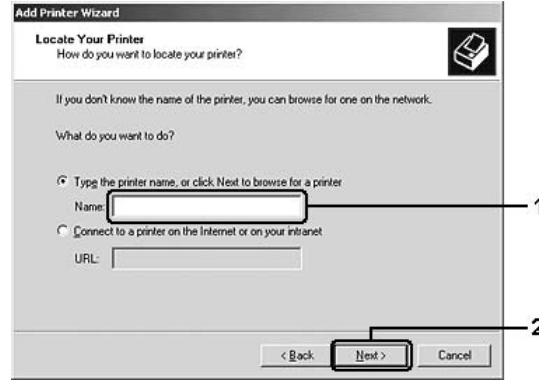 Add Printer Wizard
Locate Your Printer
How do you want to locate your printer?
If you don't know the name of the printer, you can browse for one on the network.
What do you want to do?
Type the printer name, or click Next to browse for a printer
Name:
1
Connect to a printer on the Internet or on your intranet
URL:
2
< Back Next > Cancel